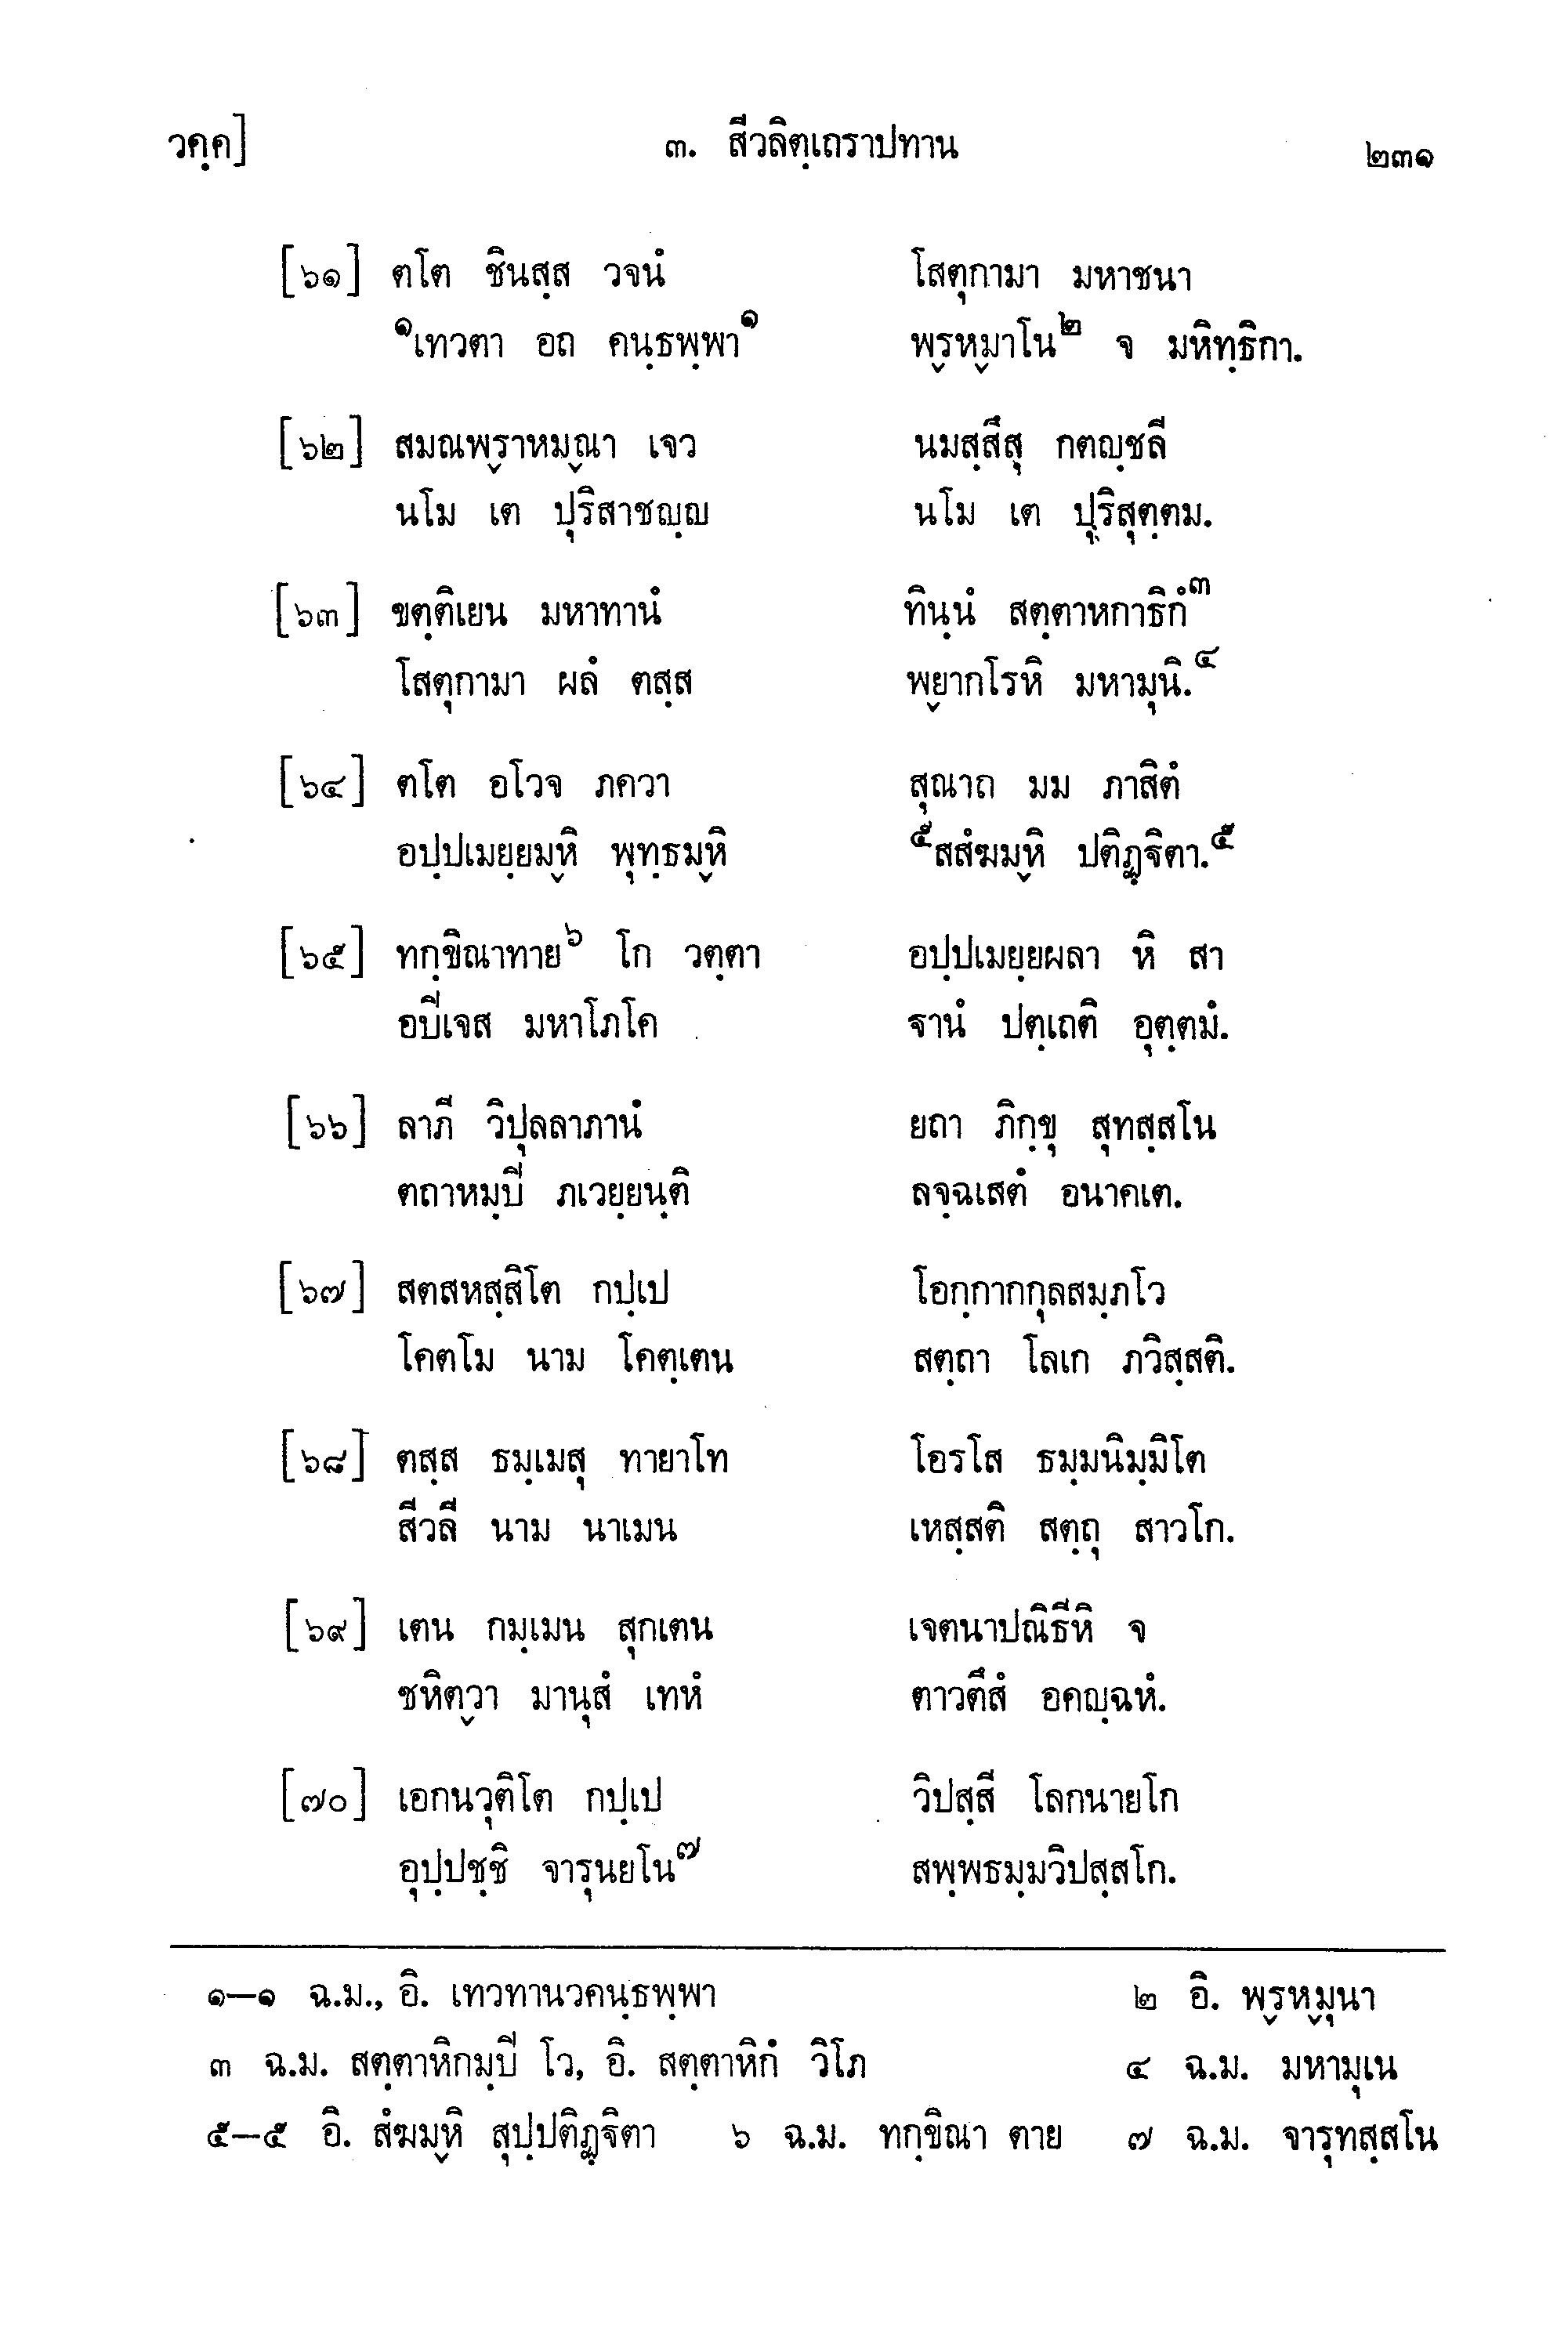 วคฺค] ๓. สีวลิตฺเถราปทาน ๒๓๑
[๖๑] ตโต ชินสฺส วจนํ โสตุกามา มหาชนา
๑เทวตา อถ คนฺธพฺพา๑ พฺรหฺมาโน๒ จ มหิทฺธิกา.
[๖๒] สมณพฺราหมฺณา เจว นมสฺสึสุ กตญฺชลี
นโม เต ปุริสาชญฺญ นโม เต ปุริสุตฺตม.
[๖๓] ขตฺติเยน มหาทานํ ทินฺนํ สตฺตาหกาธิกํ๓
โสตุกามา ผลํ ตสฺส พฺยากโรหิ มหามุนิ.๔
[๖๔] ตโต อโวจ ภควา สุณาถ มม ภาสิตํ
อปฺปเมยฺยมฺหิ พุทฺธมฺหิ ๕สสํฆมฺหิ ปติฏฺฐิตา.๕
[๖๕] ทกฺขิณาทาย๖ โก วตฺตา อปฺปเมยฺยผลา หิ สา
อปิเจส มหาโภโค ฐานํ ปตฺเถติ อุตฺตมํ.
[๖๖] ลาภี วิปุลลาภานํ ยถา ภิกฺขุ สุทสฺสโน
ตถาหมฺปิ ภเวยฺยนฺติ ลจฺฉเสตํ อนาคเต.
[๖๗] สตสหสฺสิโต กปฺเป โอกฺกากกุลสมฺภโว
โคตโม นาม โคตฺเตน สตฺถา โลเก ภวิสฺสติ.
[๖๘] ตสฺส ธมฺเมสุ ทายาโท โอรโส ธมฺมนิมฺมิโต
สีวลี นาม นาเมน เหสฺสติ สตฺถุ สาวโก.
[๖๙] เตน กมฺเมน สุกเตน เจตนาปณิธีหิ จ
ชหิตฺวา มานุสํ เทหํ ตาวตึสํ อคญฺฉหํ.
[๗๐] เอกนวุติโต กปฺเป วิปสฺสี โลกนายโก
อุปฺปชฺชิ จารุนยโน๗ สพฺพธมฺมวิปสฺสโก.
๑—๑ ฉ.ม., อิ. เทวทานวคนฺธพฺพา ๒ อิ. พฺรหฺมุนา
๓ ฉ.ม. สตฺตาหิกมฺปิ โว, อิ. สตฺตาหิกํ วิโภ ๔ ฉ.ม. มหามุเน
๕—๕ อิ. สํฆมฺหิ สุปฺปติฏฺฐิตา ๖ ฉ.ม. ทกฺขิณา ตาย ๗ ฉ.ม. จารุทสฺสโน